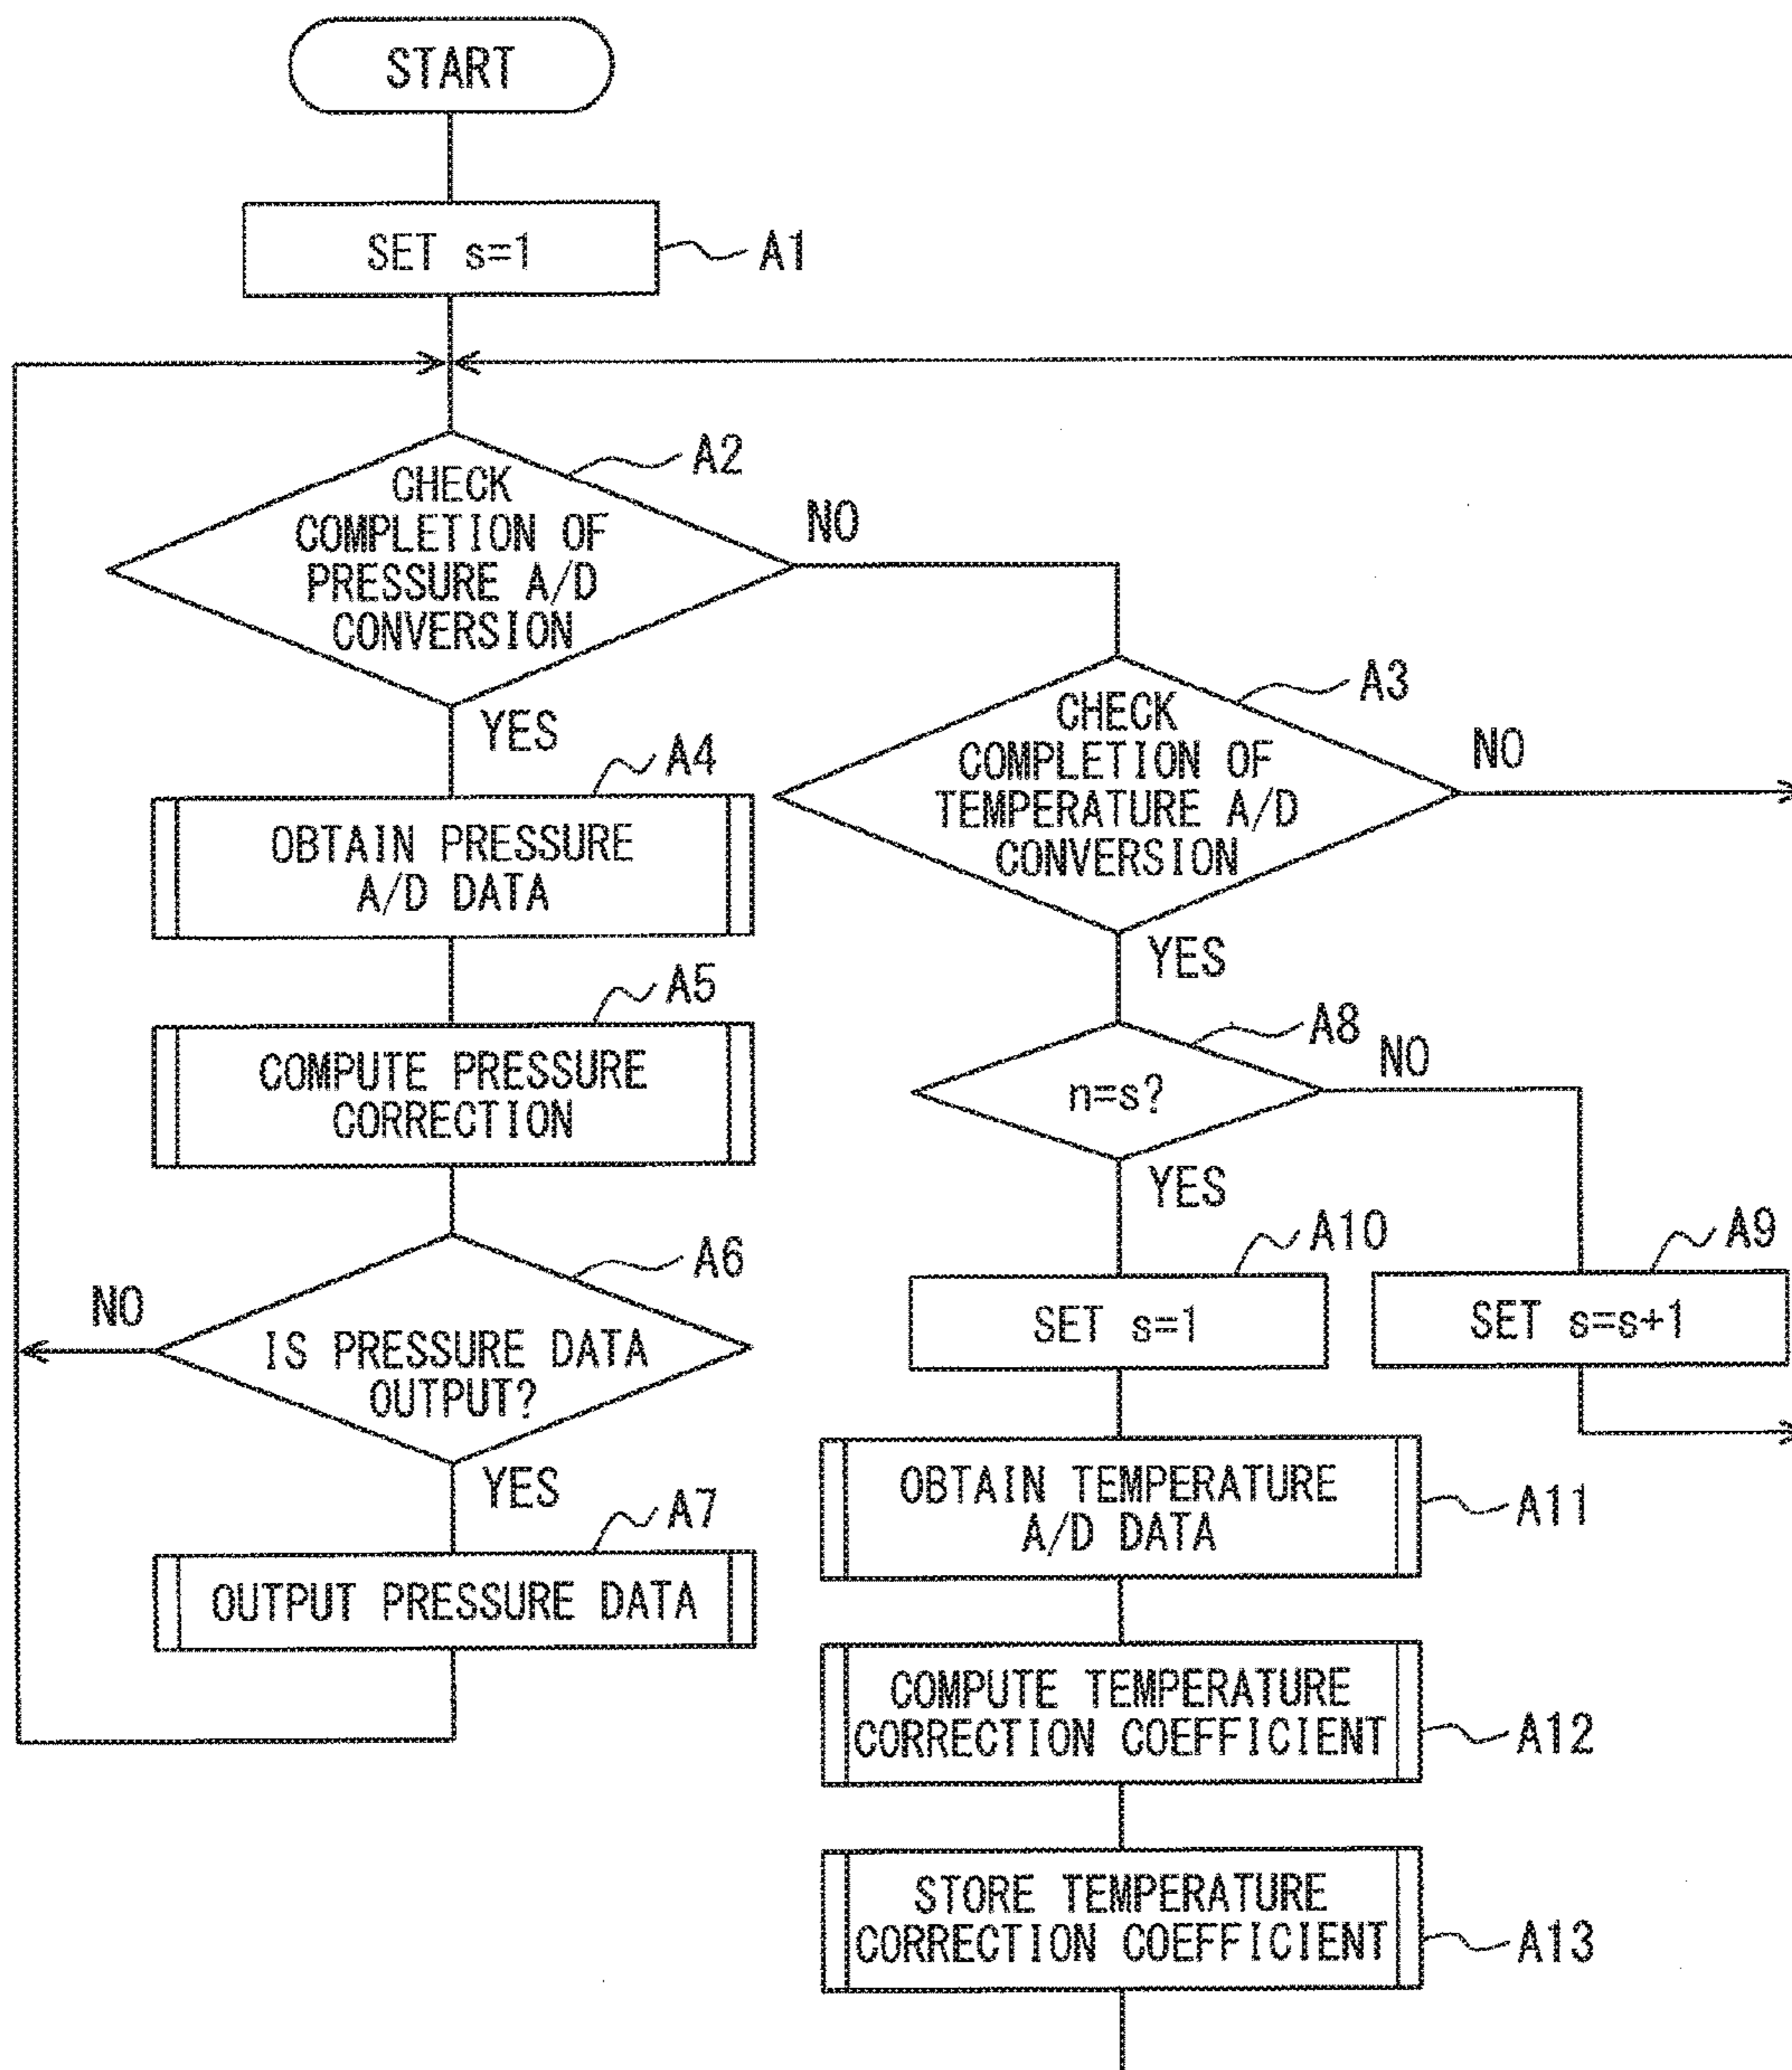 START
SET s=1
A1
A2
CHECK
COMPLETION OF
PRESSURE A/D
CONVERSION
NO
YES
A3
CHECK
COMPLETION OF
TEMPERATURE A/D
CONVERSION
NO
YES
A4
OBTAIN PRESSURE
A/D DATA
A5
COMPUTE PRESSURE
CORRECTION
A6
IS PRESSURE DATA
OUTPUT?
NO
YES
A7
OUTPUT PRESSURE DATA
A8
n=s?
NO
YES
A10
SET s=1
A9
SET s=s+1
OBTAIN TEMPERATURE
A/D DATA
A11
COMPUTE TEMPERATURE
CORRECTION COEFFICIENT
A12
STORE TEMPERATURE
CORRECTION COEFFICIENT
A13